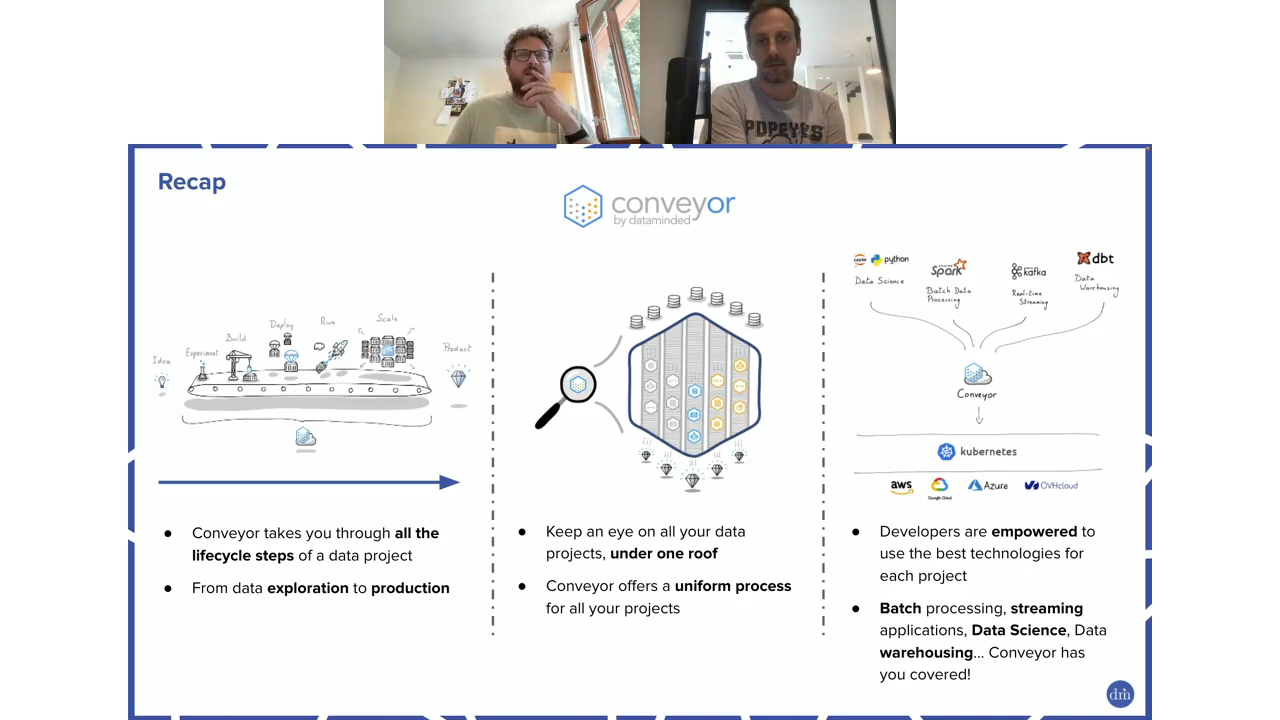 POPEYES
Recap
conveyor
by dataminded
Idea
Experiment
Build
Deploy
Run
Scale
Product
Conveyor takes you through all the
lifecycle steps of a data project
From data exploration to production
Keep an eye on all your data
projects, under one roof
Conveyor offers a uniform process
for all your projects
python
Data Science
Spark
Batch Data
Processing
kafka
Real-time
Streaming
dbt
Data
Warehousing
Conveyor
kubernetes
aws
Google Cloud
Azure
OVHcloud
Developers are empowered to
use the best technologies for
each project
Batch processing, streaming
applications, Data Science, Data
warehousing... Conveyor has
you covered!
dm